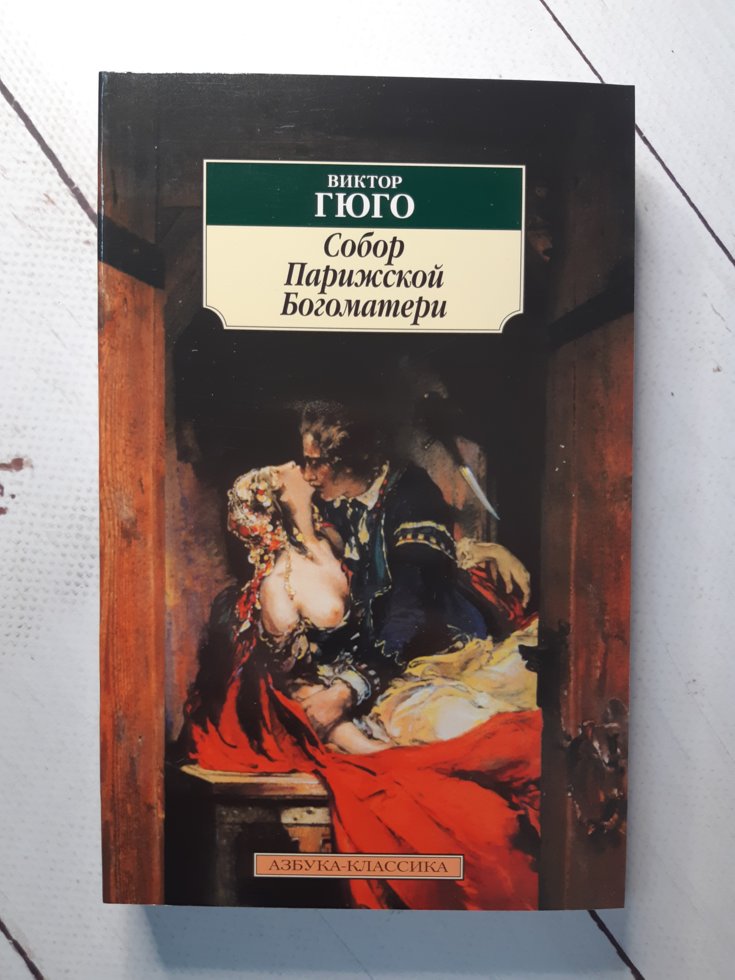 ВИКТОР
ГЮГО
Собор
Парижской
Богоматери
АЗБУКА-КЛАССИКА